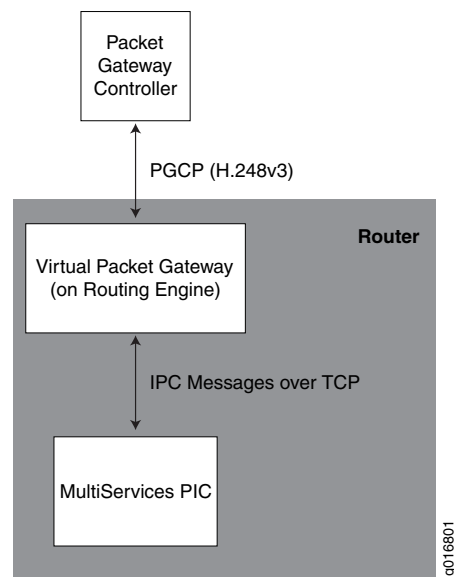 Packet
Gateway
Controller
PGCP (H.248v3)
Router
Virtual Packet Gateway
(on Routing Engine)
IPC Messages over TCP
MultiServices PIC
g016801